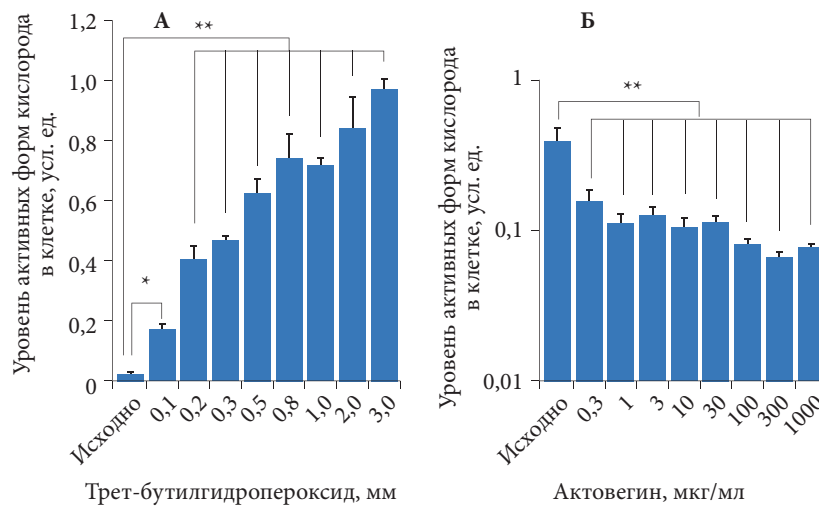 А
Уровень активных форм кислорода
в клетке, усл. ед.
1,2
1,0
0,8
0,6
0,4
0,2
0
**
*
Исходно
0,1
0,2
0,3
0,5
0,8
1,0
2,0
3,0
Трет-бутилгидропероксид, мм
Б
Уровень активных форм кислорода
в клетке, усл. ед.
1
0,1
0,01
**
Исходно
0,3
1
3
10
30
100
300
1000
Актовегин, мкг/мл